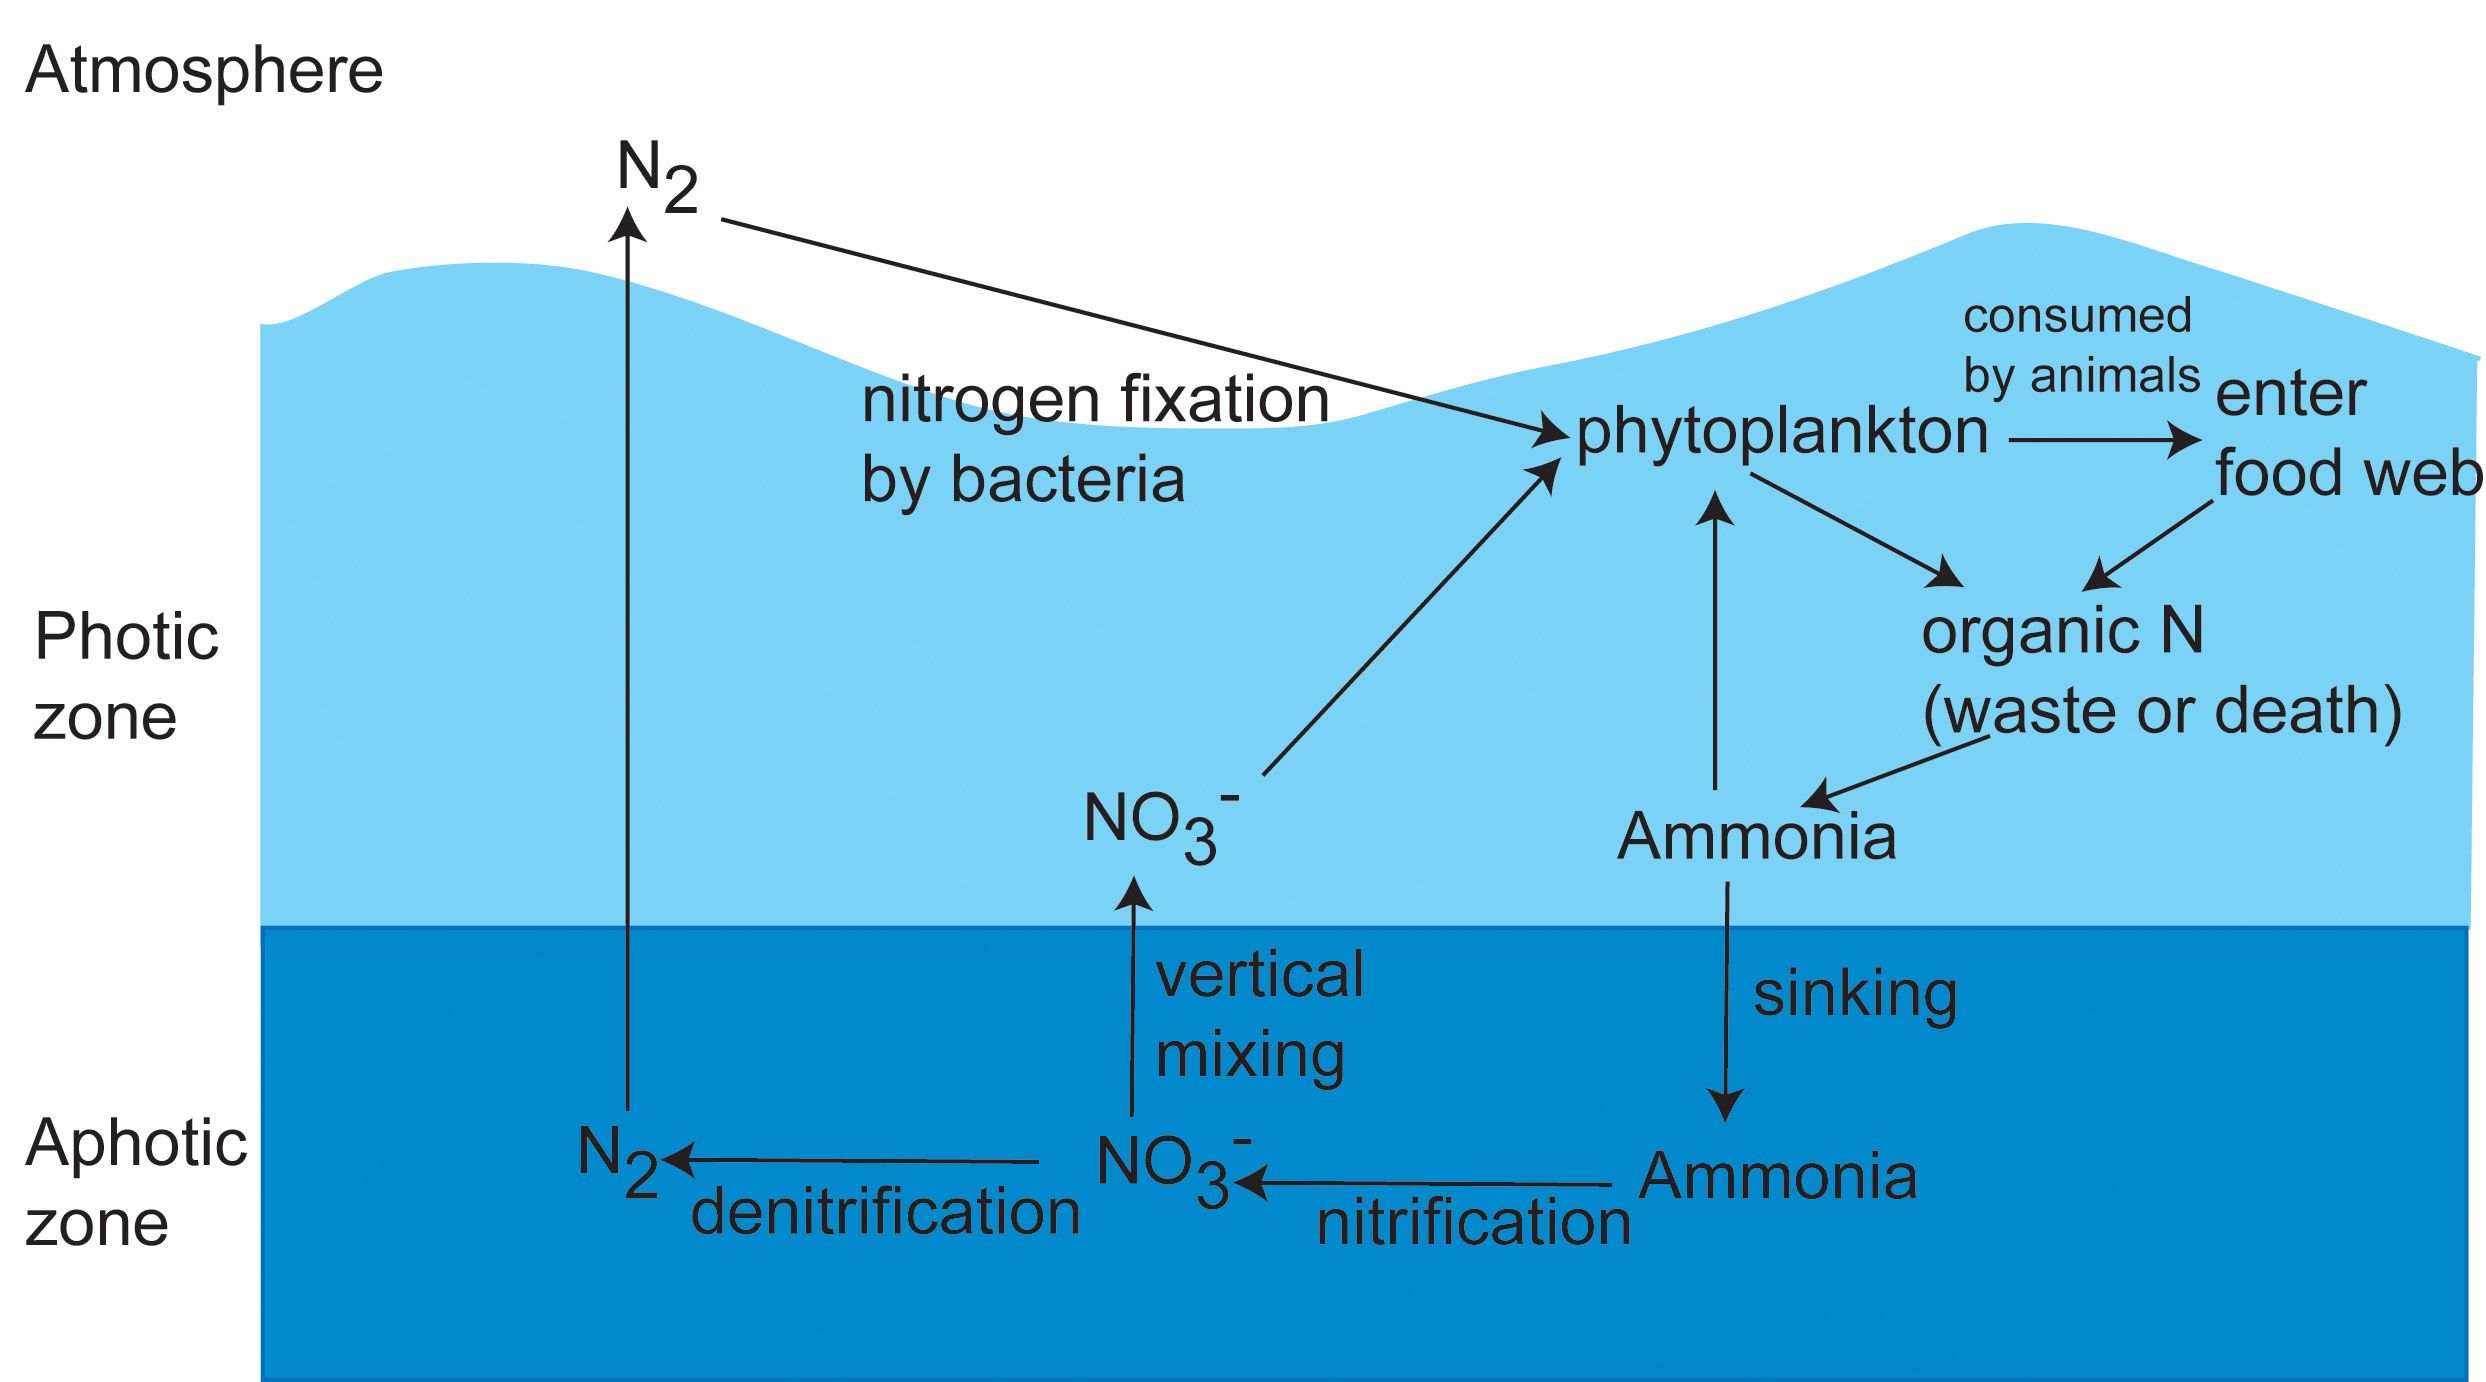 Atmosphere
N2
nitrogen fixation
by bacteria
consumed
by animals
phytoplankton
enter
food web
Photic
zone
organic N
(waste or death)
NO3-
Ammonia
vertical
mixing
sinking
Aphotic
zone
N2
denitrification
NO3-
nitrification
Ammonia